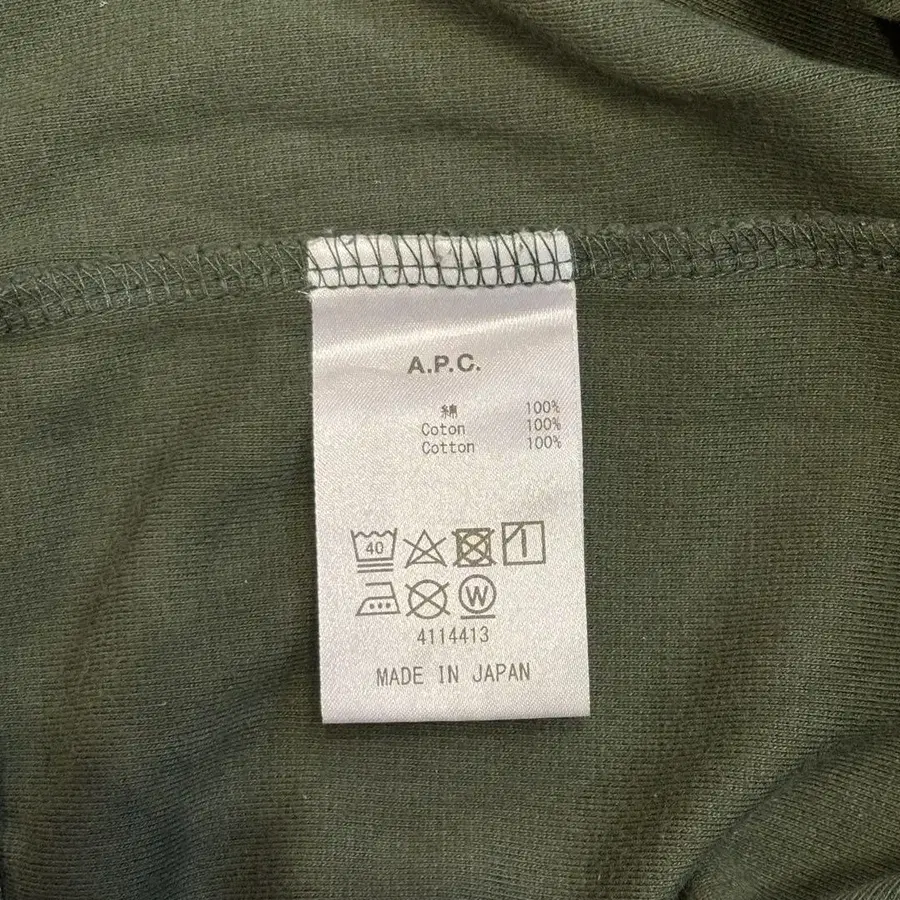 A.P.C.
綿 100%
Coton 100%
Cotton 100%
40
W
4114413
MADE IN JAPAN